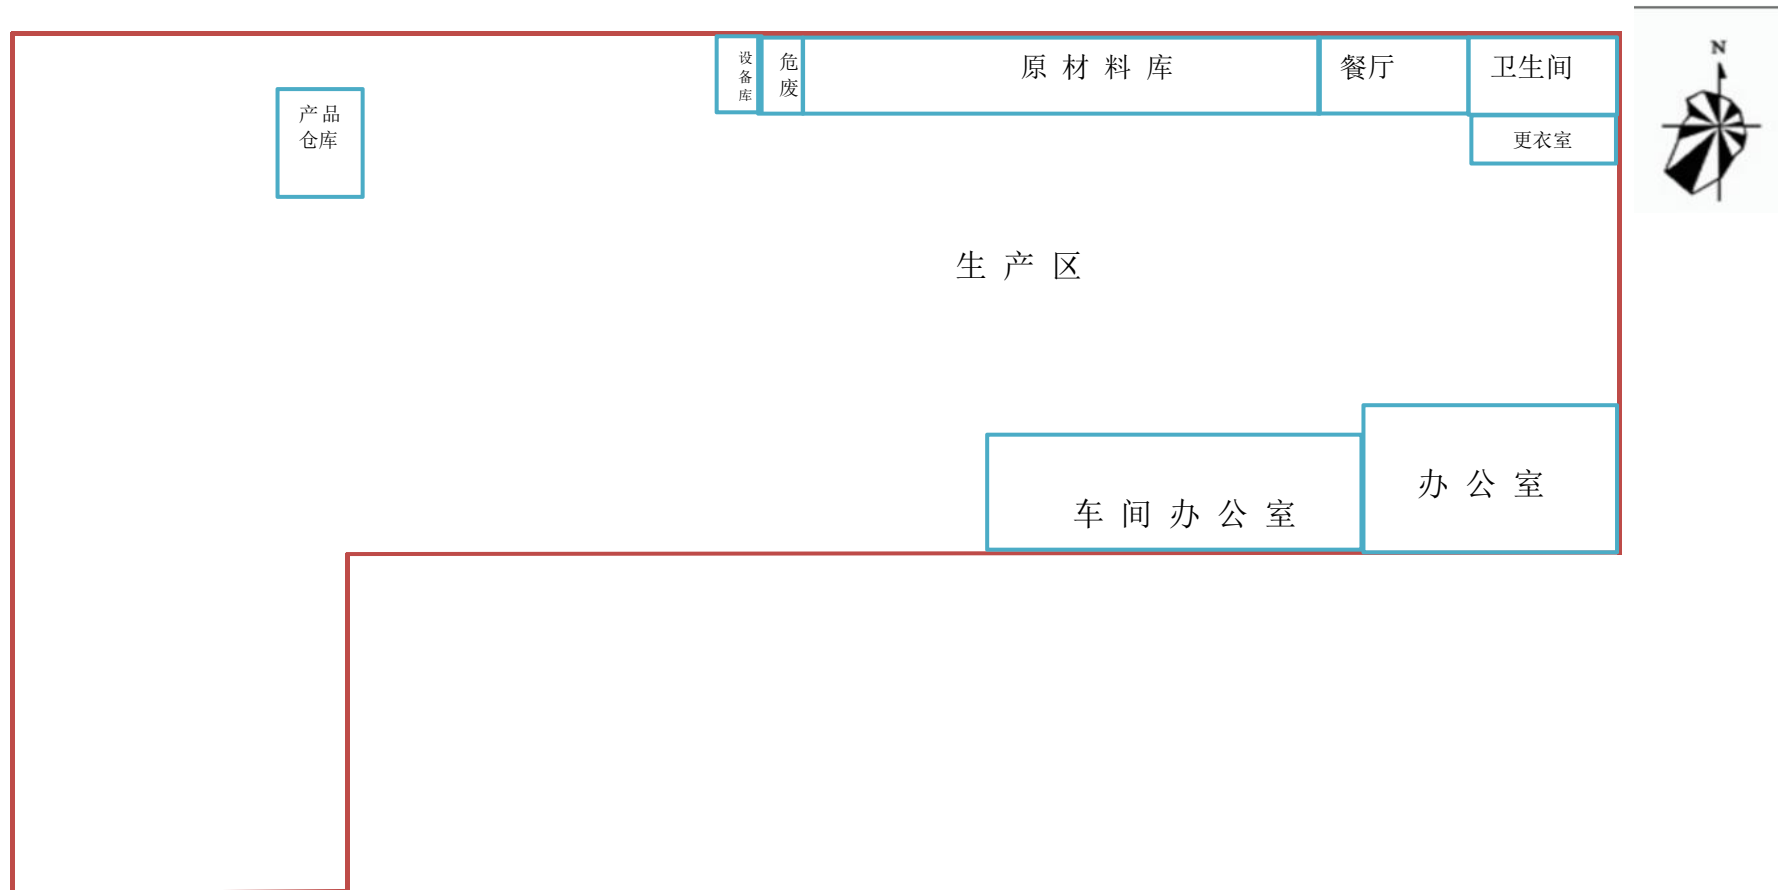 N
设
备
库
危
废
原材料库
餐厅
卫生间
产品
仓库
更衣室
生产区
办公室
车间办公室